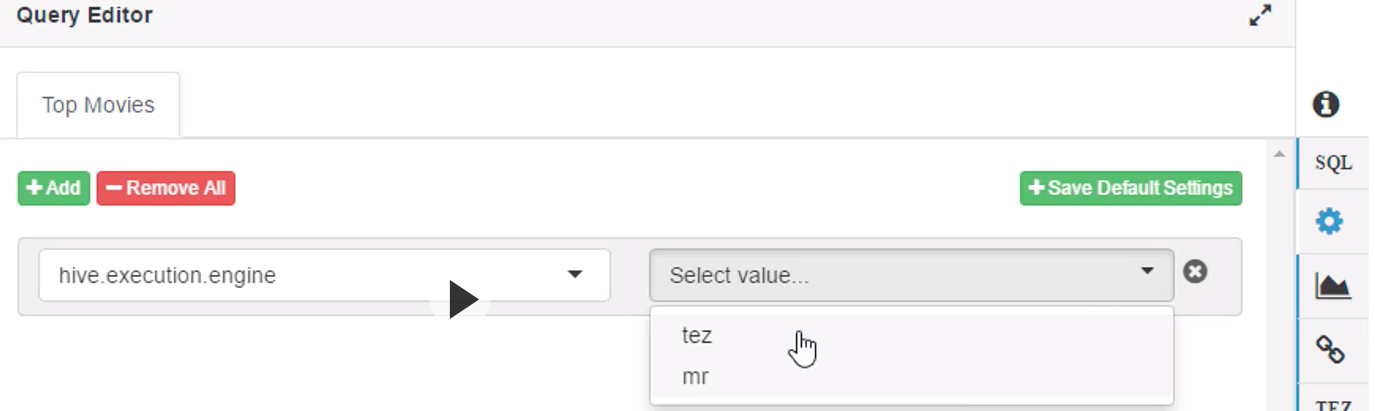 Query Editor
Top Movies
SQL
Add Remove All Save Default Settings
hive.execution.engine Select value...
tez
mr
TEZ